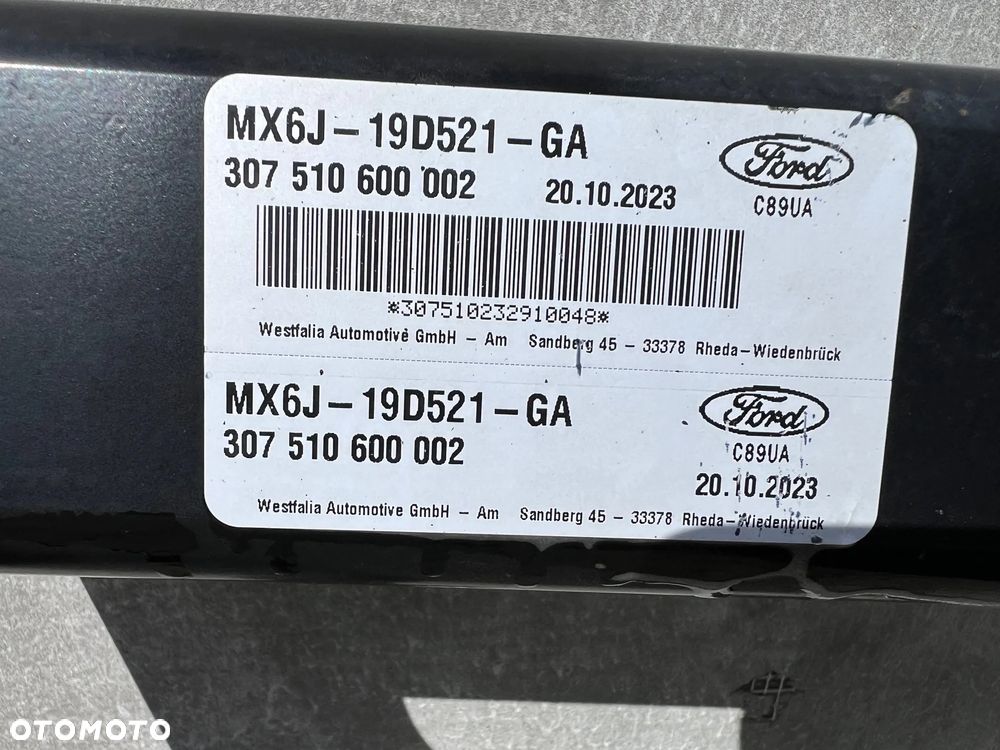 MX6J-19D521-GA
307 510 600 002 20.10.2023
Ford
C89UA
*307510232910048*
Westfalia Automotive GmbH - Am Sandberg 45 - 33378 Rheda-Wiedenbrück
MX6J-19D521-GA
307 510 600 002
Ford
C89UA
20.10.2023
Westfalia Automotive GmbH - Am Sandberg 45 - 33378 Rheda-Wiedenbrück
OTOMOTO